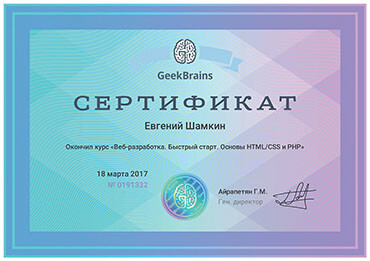 GeekBrains
СЕРТИФИКАТ
Евгений Шамкин
Окончил курс «Веб-разработка. Быстрый старт. Основы HTML/CSS и PHP»
18 марта 2017
№ 0191332
Айрапетян Г.М.
Ген. директор